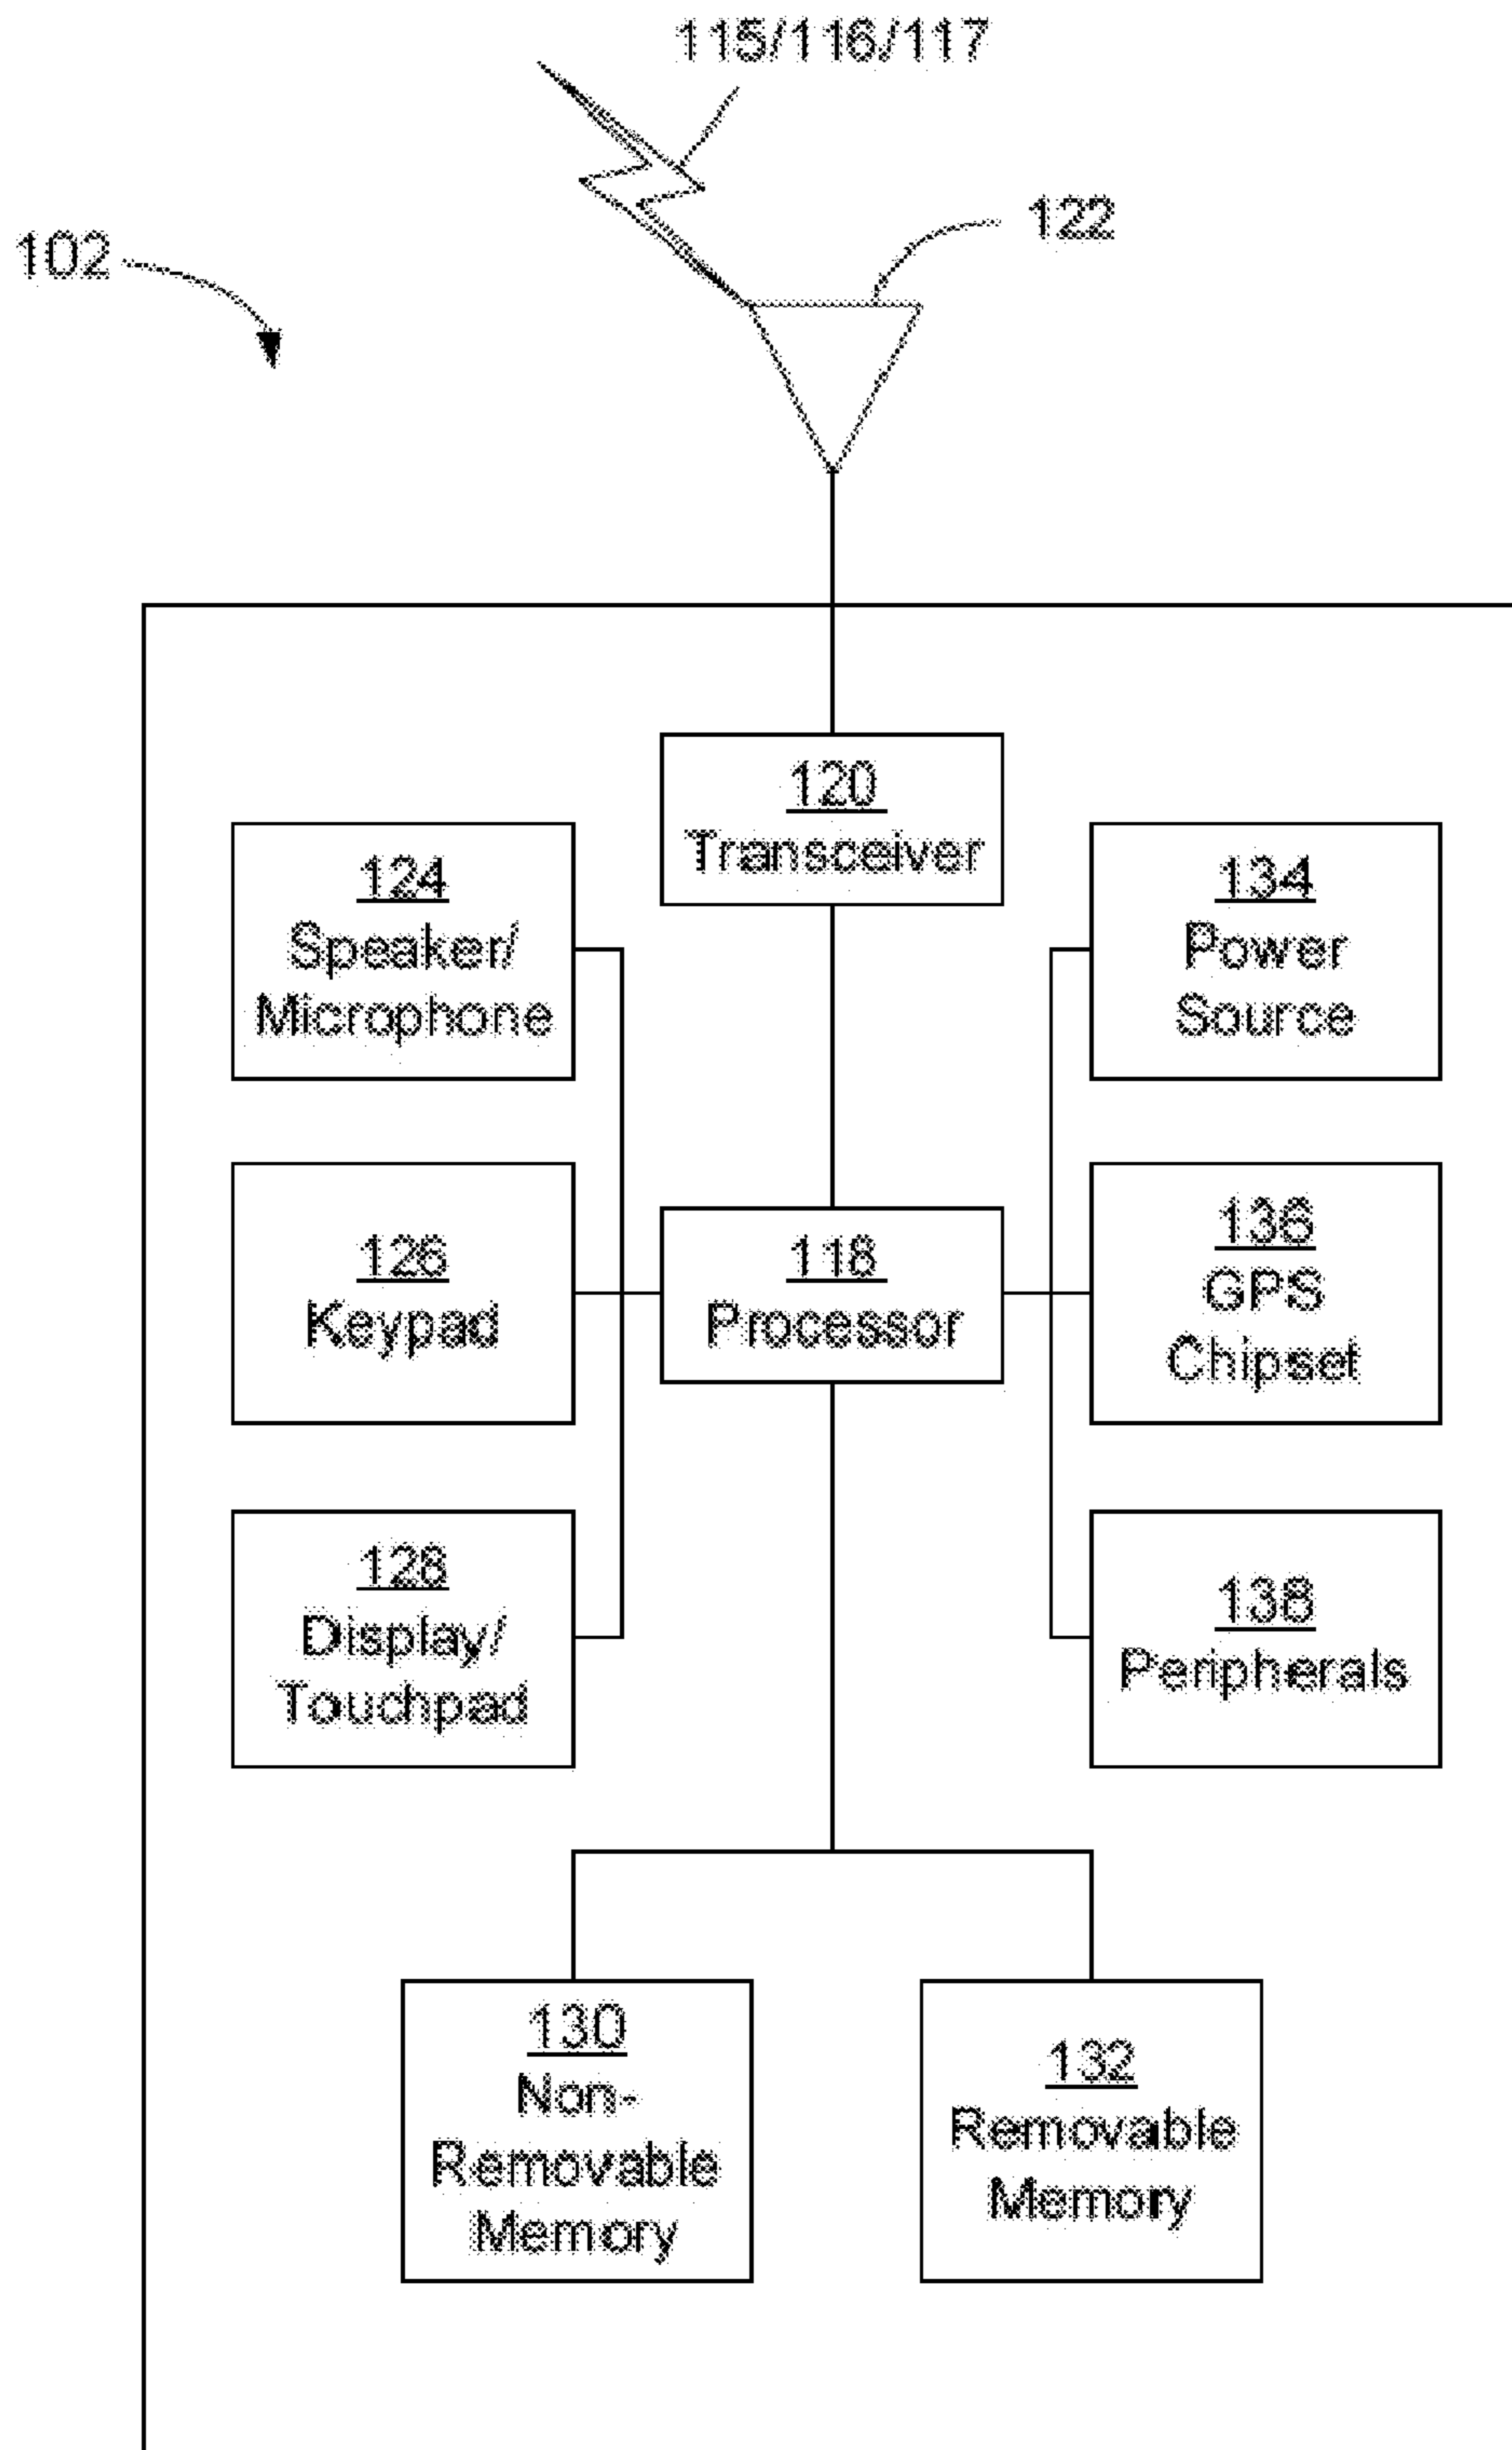 115/116/117
122
102
120
Transceiver
124
Speaker/
Microphone
134
Power
Source
126
Keypad
118
Processor
136
GPS
Chipset
128
Display/
Touchpad
138
Peripherals
130
Non-
Removable
Memory
132
Removable
Memory